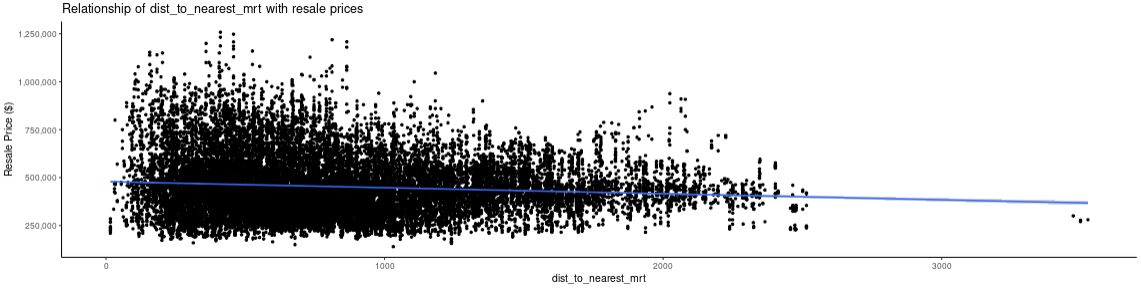 Relationship of dist_to_nearest_mrt with resale prices
Resale Price ($)
1,250,000
1,000,000
750,000
500,000
250,000
0 1000 2000 3000
dist_to_nearest_mrt